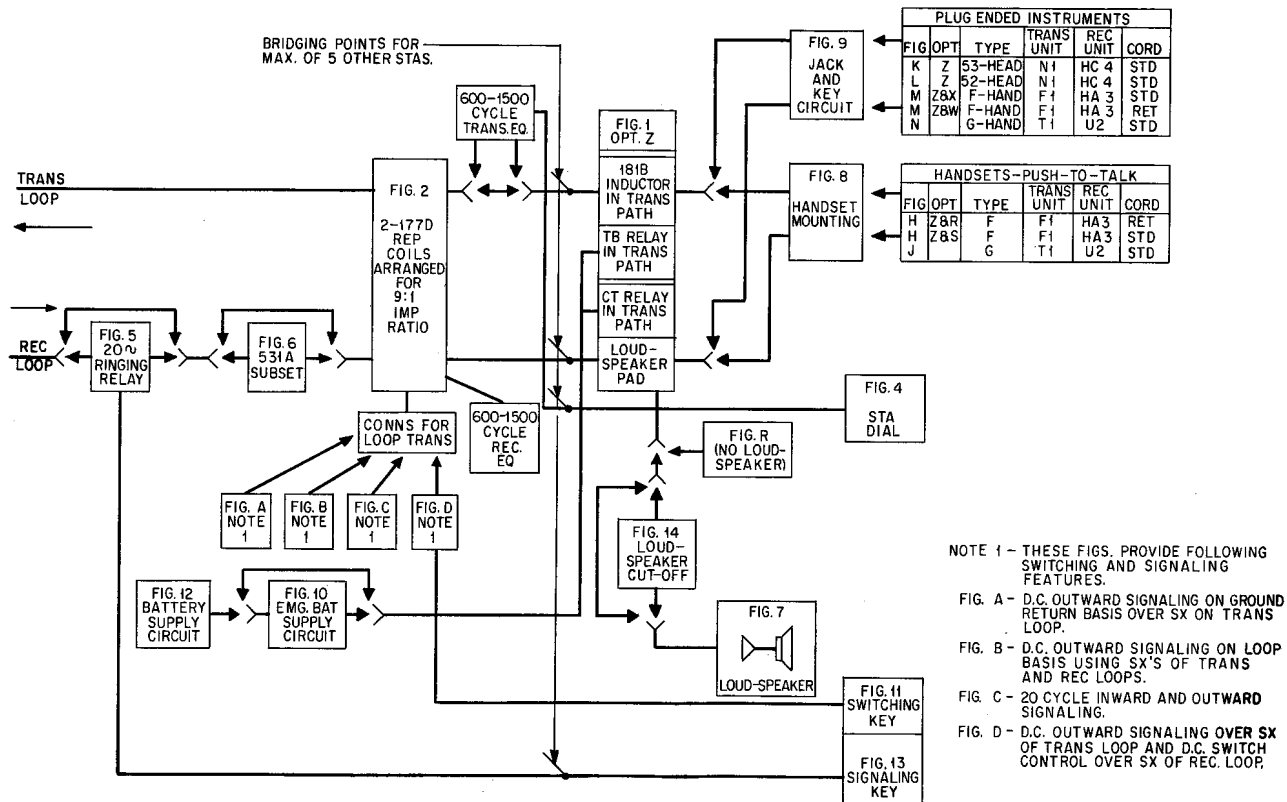 BRIDGING POINTS FOR
MAX. OF 5 OTHER STAS.
600-1500
CYCLE
TRANS. EQ.
FIG. 1
OPT. Z
181B
INDUCTOR
IN TRANS
PATH
TB RELAY
IN TRANS
PATH
CT RELAY
IN TRANS
PATH
LOUD-
SPEAKER
PAD
FIG. 9
JACK
AND
KEY
CIRCUIT
PLUG ENDED INSTRUMENTS
FIG OPT TYPE TRANS UNIT REC UNIT CORD
K Z 53-HEAD N1 HC 4 STD
L Z 52-HEAD N1 HC 4 STD
M Z&X F-HAND F1 HA 3 STD
M Z&W F-HAND F1 HA 3 RET
N G-HAND T1 U2 STD
FIG. 8
HANDSET
MOUNTING
HANDSETS-PUSH-TO-TALK
FIG OPT TYPE TRANS UNIT REC UNIT CORD
H Z&R F F1 HA3 RET
H Z&S F F1 HA3 STD
J G T1 U2 STD
TRANS
LOOP
FIG. 2
2-177D
REP
COILS
ARRANGED
FOR
9:1
IMP
RATIO
REC
LOOP
FIG. 5
20~
RINGING
RELAY
FIG. 6
531A
SUBSET
CONNS FOR
LOOP TRANS
600-1500
CYCLE
REC.
EQ
FIG. 4
STA
DIAL
FIG. R
(NO LOUD-
SPEAKER)
FIG. A
NOTE
1
FIG. B
NOTE
1
FIG. C
NOTE
1
FIG. D
NOTE
1
FIG. 14
LOUD-
SPEAKER
CUT-OFF
FIG. 12
BATTERY
SUPPLY
CIRCUIT
FIG. 10
EMG. BAT
SUPPLY
CIRCUIT
FIG. 7
LOUD-SPEAKER
FIG. 11
SWITCHING
KEY
FIG. 13
SIGNALING
KEY
NOTE 1 - THESE FIGS. PROVIDE FOLLOWING
SWITCHING AND SIGNALING
FEATURES.
FIG. A - D.C. OUTWARD SIGNALING ON GROUND
RETURN BASIS OVER SX ON TRANS
LOOP.
FIG. B - D.C. OUTWARD SIGNALING ON LOOP
BASIS USING SX'S OF TRANS
AND REC LOOPS.
FIG. C - 20 CYCLE INWARD AND OUTWARD
SIGNALING.
FIG. D - D.C. OUTWARD SIGNALING OVER SX
OF TRANS LOOP AND D.C. SWITCH
CONTROL OVER SX OF REC. LOOP.